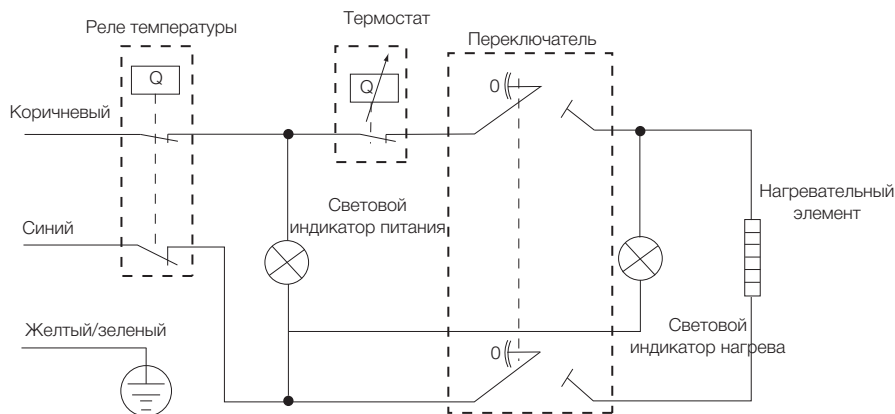 Реле температуры
Термостат
Переключатель
Q
Q
0
Коричневый
Световой
индикатор питания
Нагревательный
элемент
Синий
Желтый/зеленый
Световой
индикатор нагрева
0